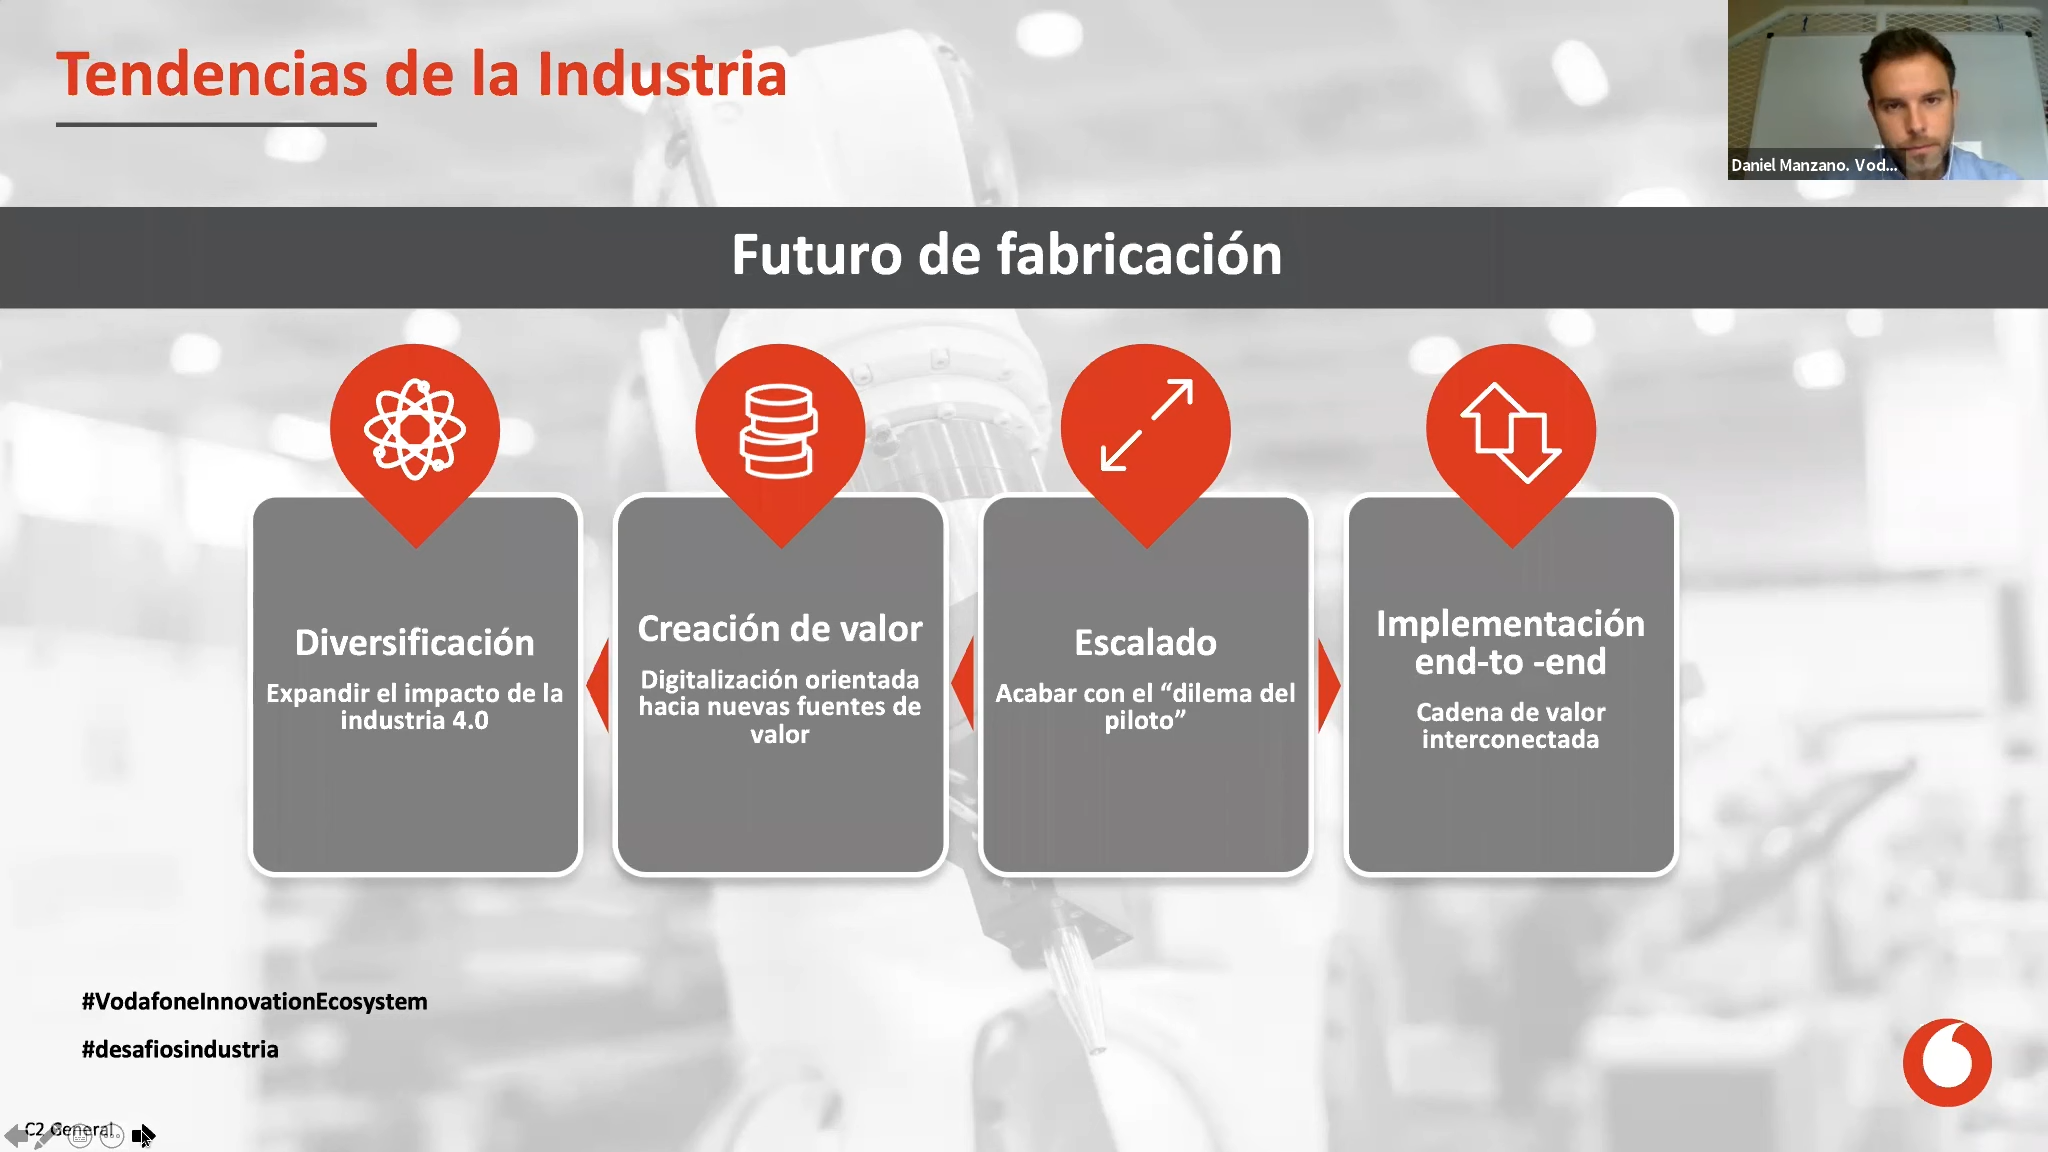 Tendencias de la Industria
Daniel Manzano. Vod...
Futuro de fabricación
Diversificación
Expandir el impacto de la
industria 4.0
Creación de valor
Digitalización orientada
hacia nuevas fuentes de
valor
Escalado
Acabar con el “dilema del
piloto”
Implementación
end-to -end
Cadena de valor
interconectada
#VodafoneInnovationEcosystem
#desafiosindustria
C2 General